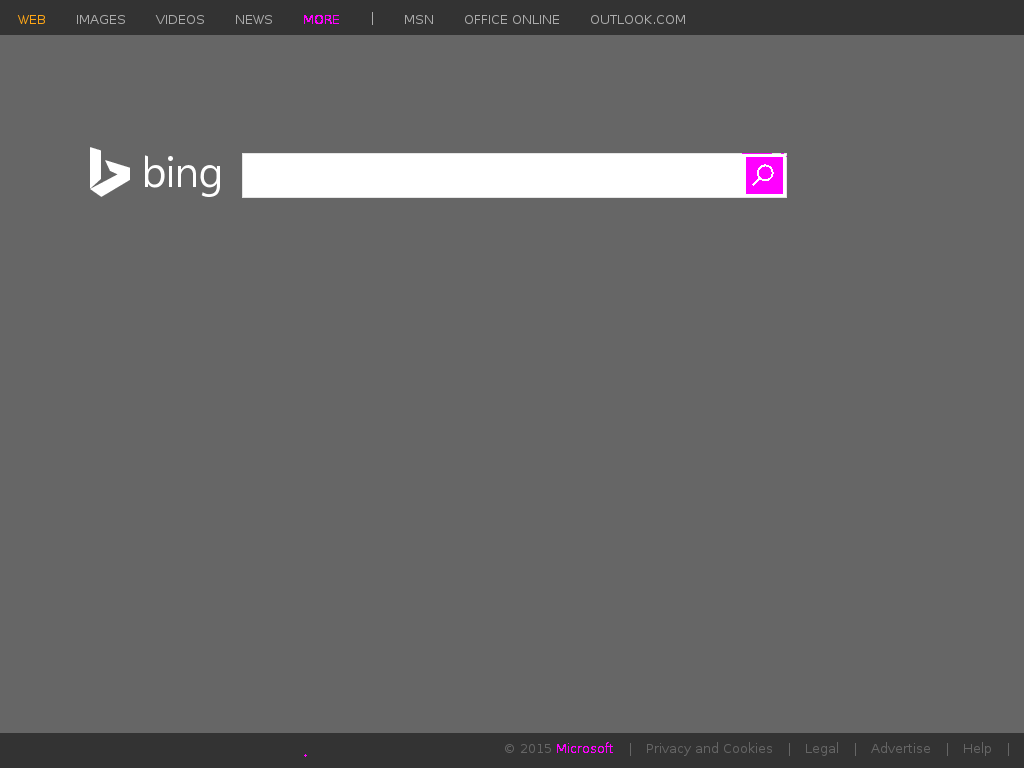 WEB IMAGES VIDEOS NEWS MORE | MSN OFFICE ONLINE OUTLOOK.COM
bing
© 2015 Microsoft | Privacy and Cookies | Legal | Advertise | Help |